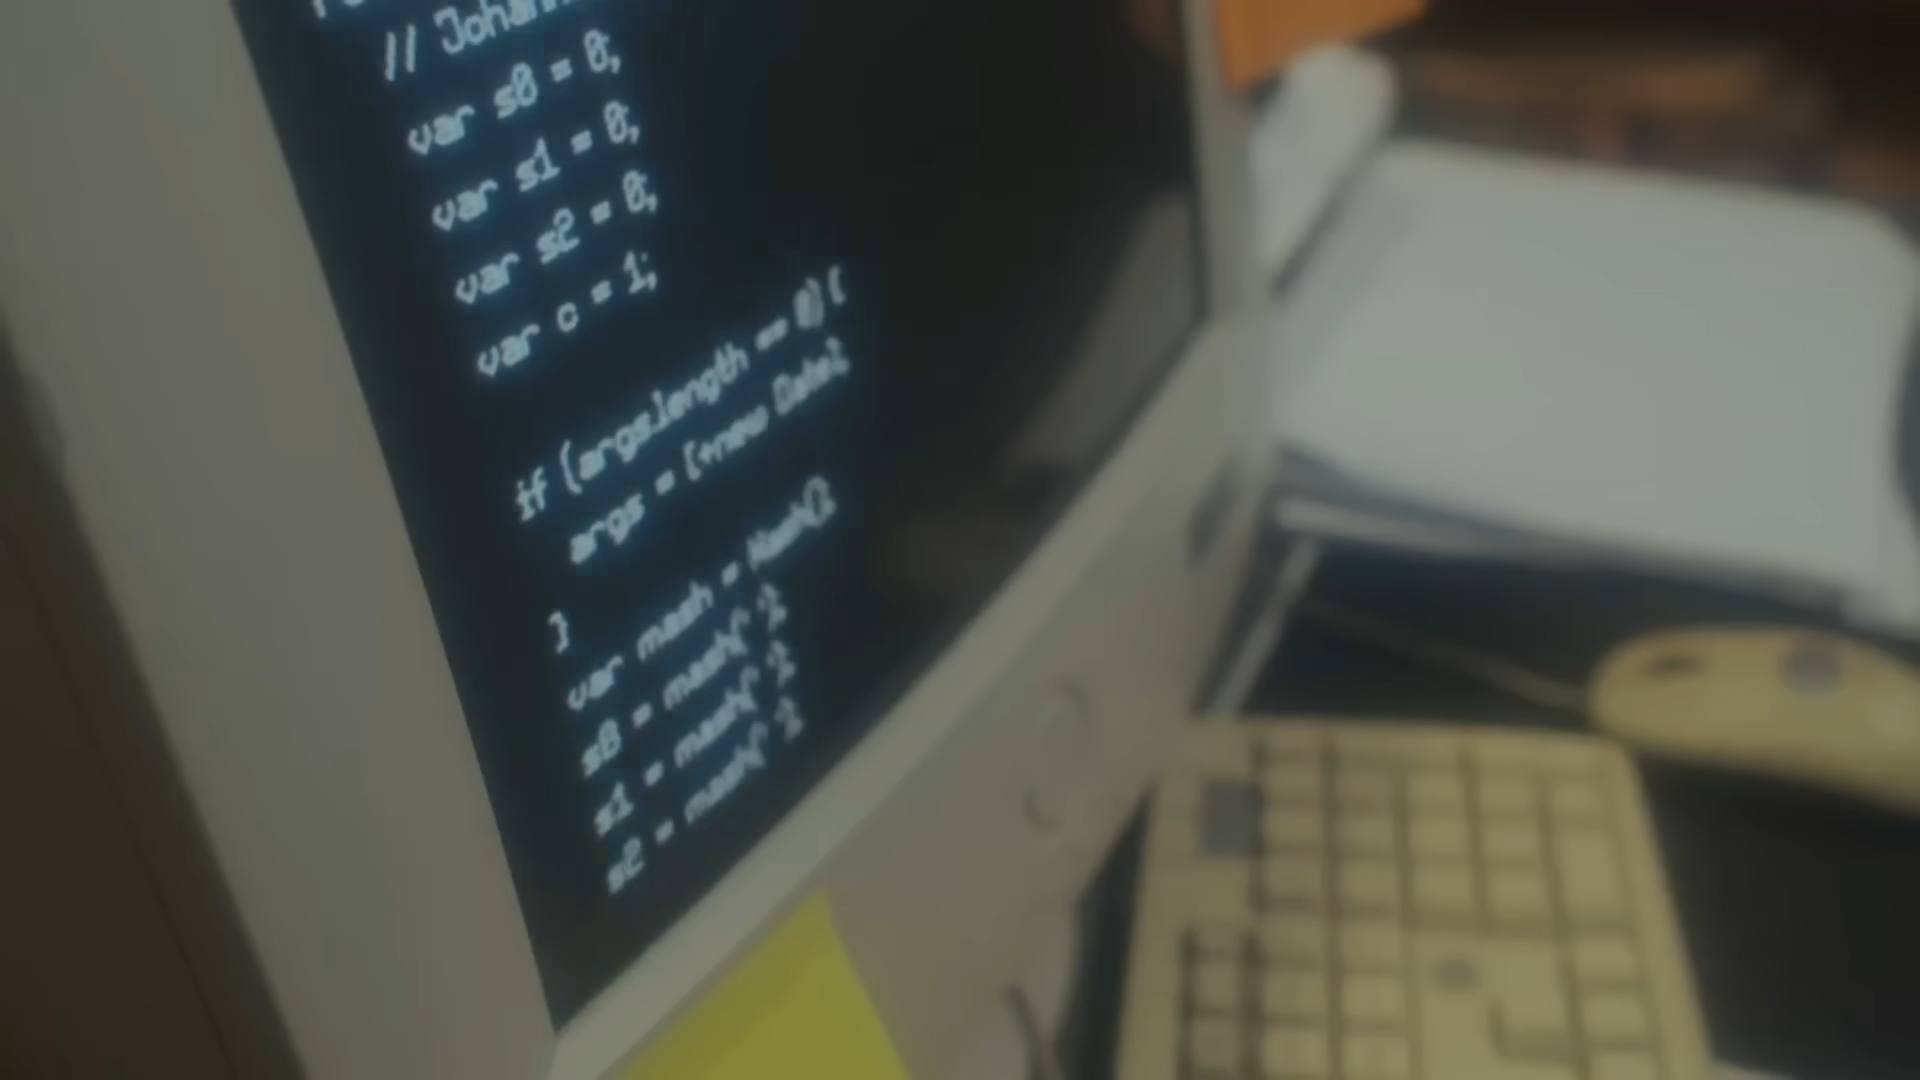 // Johann
var s0 = 0;
var s1 = 0;
var s2 = 0;
var c = 1;
if (args.length == 0) {
args = [+new Date];
}
var mash = Mash();
s0 = mash(' ');
s1 = mash(' ');
s2 = mash(' ');